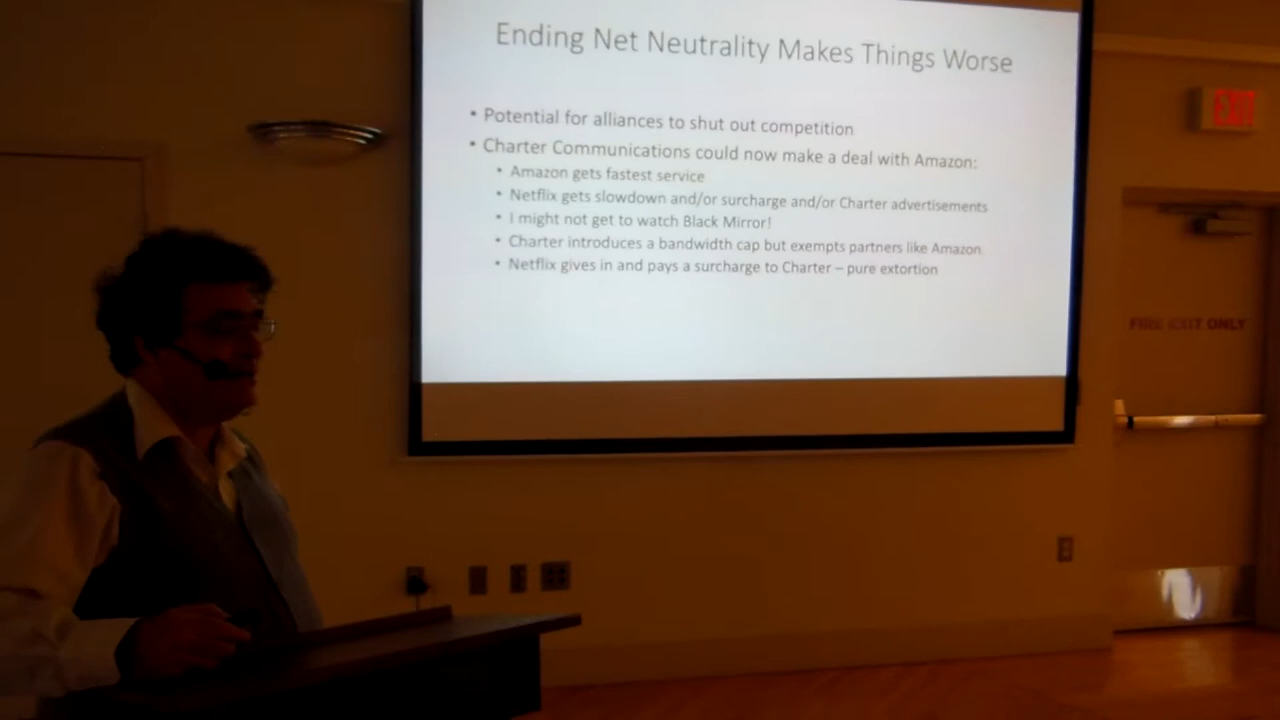 Ending Net Neutrality Makes Things Worse
• Potential for alliances to shut out competition
• Charter Communications could now make a deal with Amazon:
• Amazon gets fastest service
• Netflix gets slowdown and/or surcharge and/or Charter advertisements
• I might not get to watch Black Mirror!
• Charter introduces a bandwidth cap but exempts partners like Amazon
• Netflix gives in and pays a surcharge to Charter – pure extortion
EXIT
FIRE EXIT ONLY